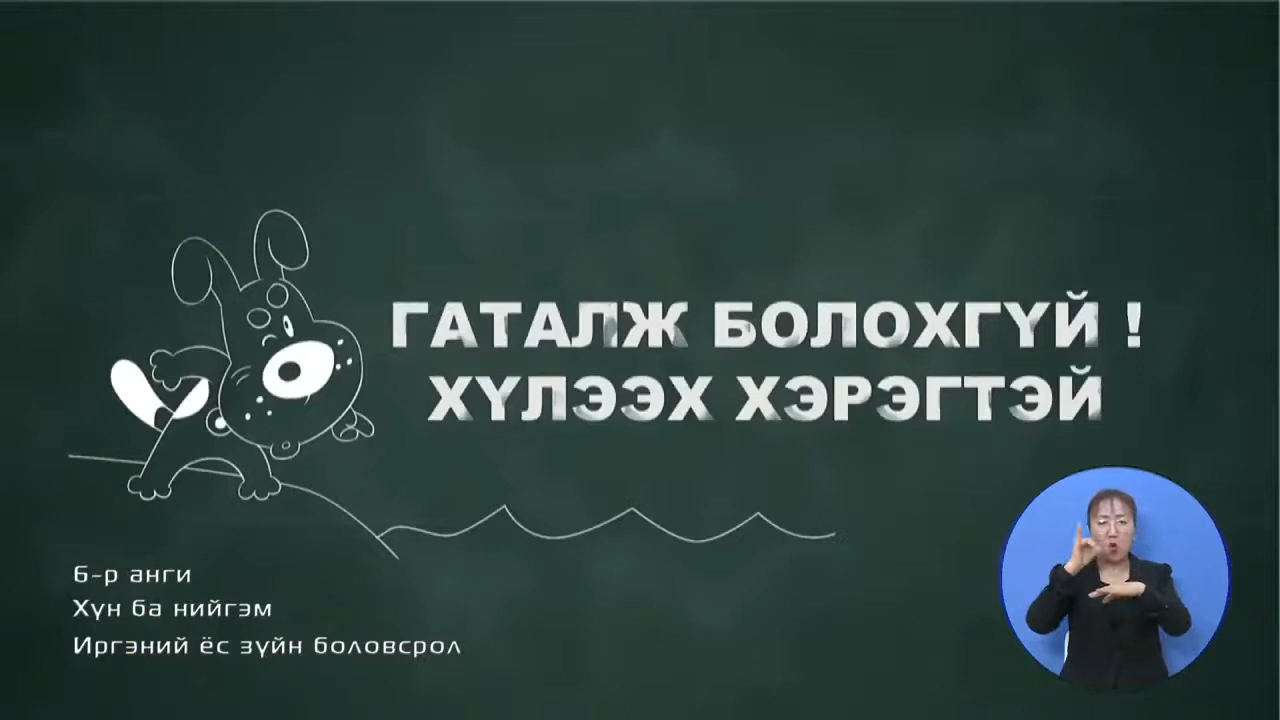 ГАТАЛЖ БОЛОХГҮЙ !
ХҮЛЭЭХ ХЭРЭГТЭЙ
6-р анги
Хүн ба нийгэм
Иргэний ёс зүйн боловсрол